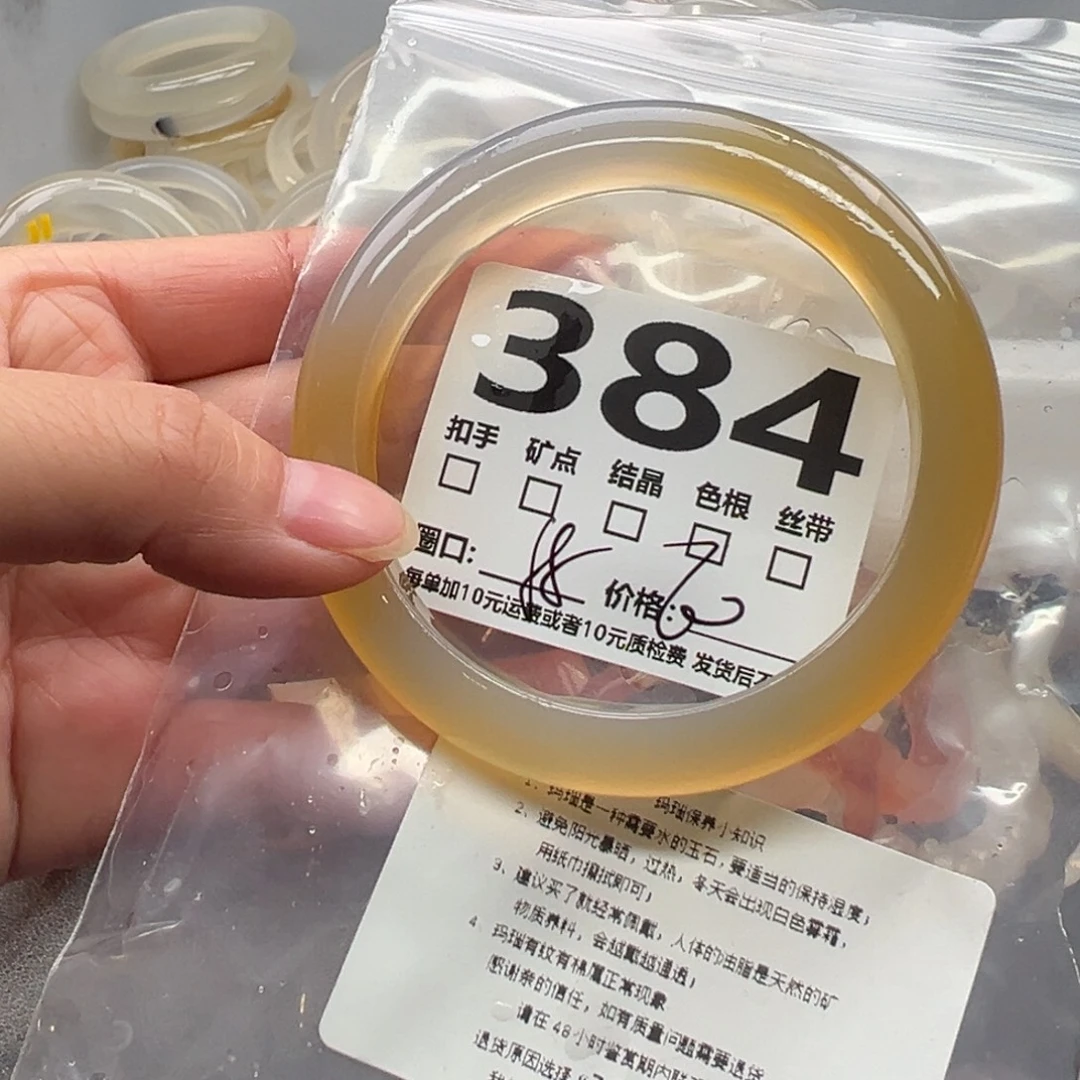 384
扣手 矿点 结晶 色根 丝带
圈口: 58 价格:
每单加10元运费或者10元质检费 发货后不
玛瑙保养小知识
1、玛瑙是一种需要水的玉石，要适当的保持湿度；
2、避免阳光暴晒，过热，冬天会出现白色雾霜，
用纸巾擦拭即可；
3、建议买了就经常佩戴，人体的油脂是天然的矿
物质养料，会越戴越通透；
4、玛瑙有纹有棉属正常现象
感谢亲的信任，如有质量问题需要退货
请在48小时鉴赏期内联
退货原因选择“